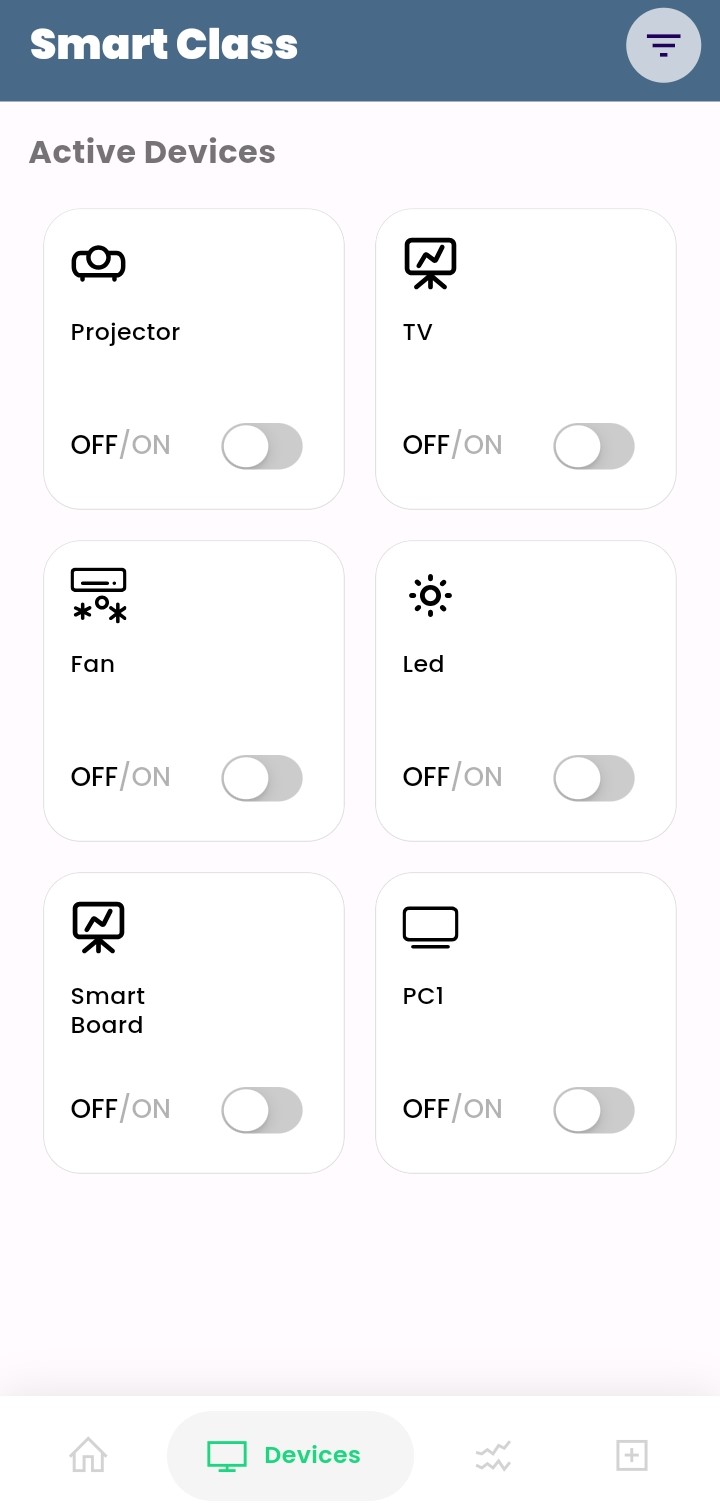 Smart Class
Active Devices
Projector
TV
OFF/ON
OFF/ON
Fan
Led
OFF/ON
OFF/ON
Smart
Board
PC1
OFF/ON
OFF/ON
Devices